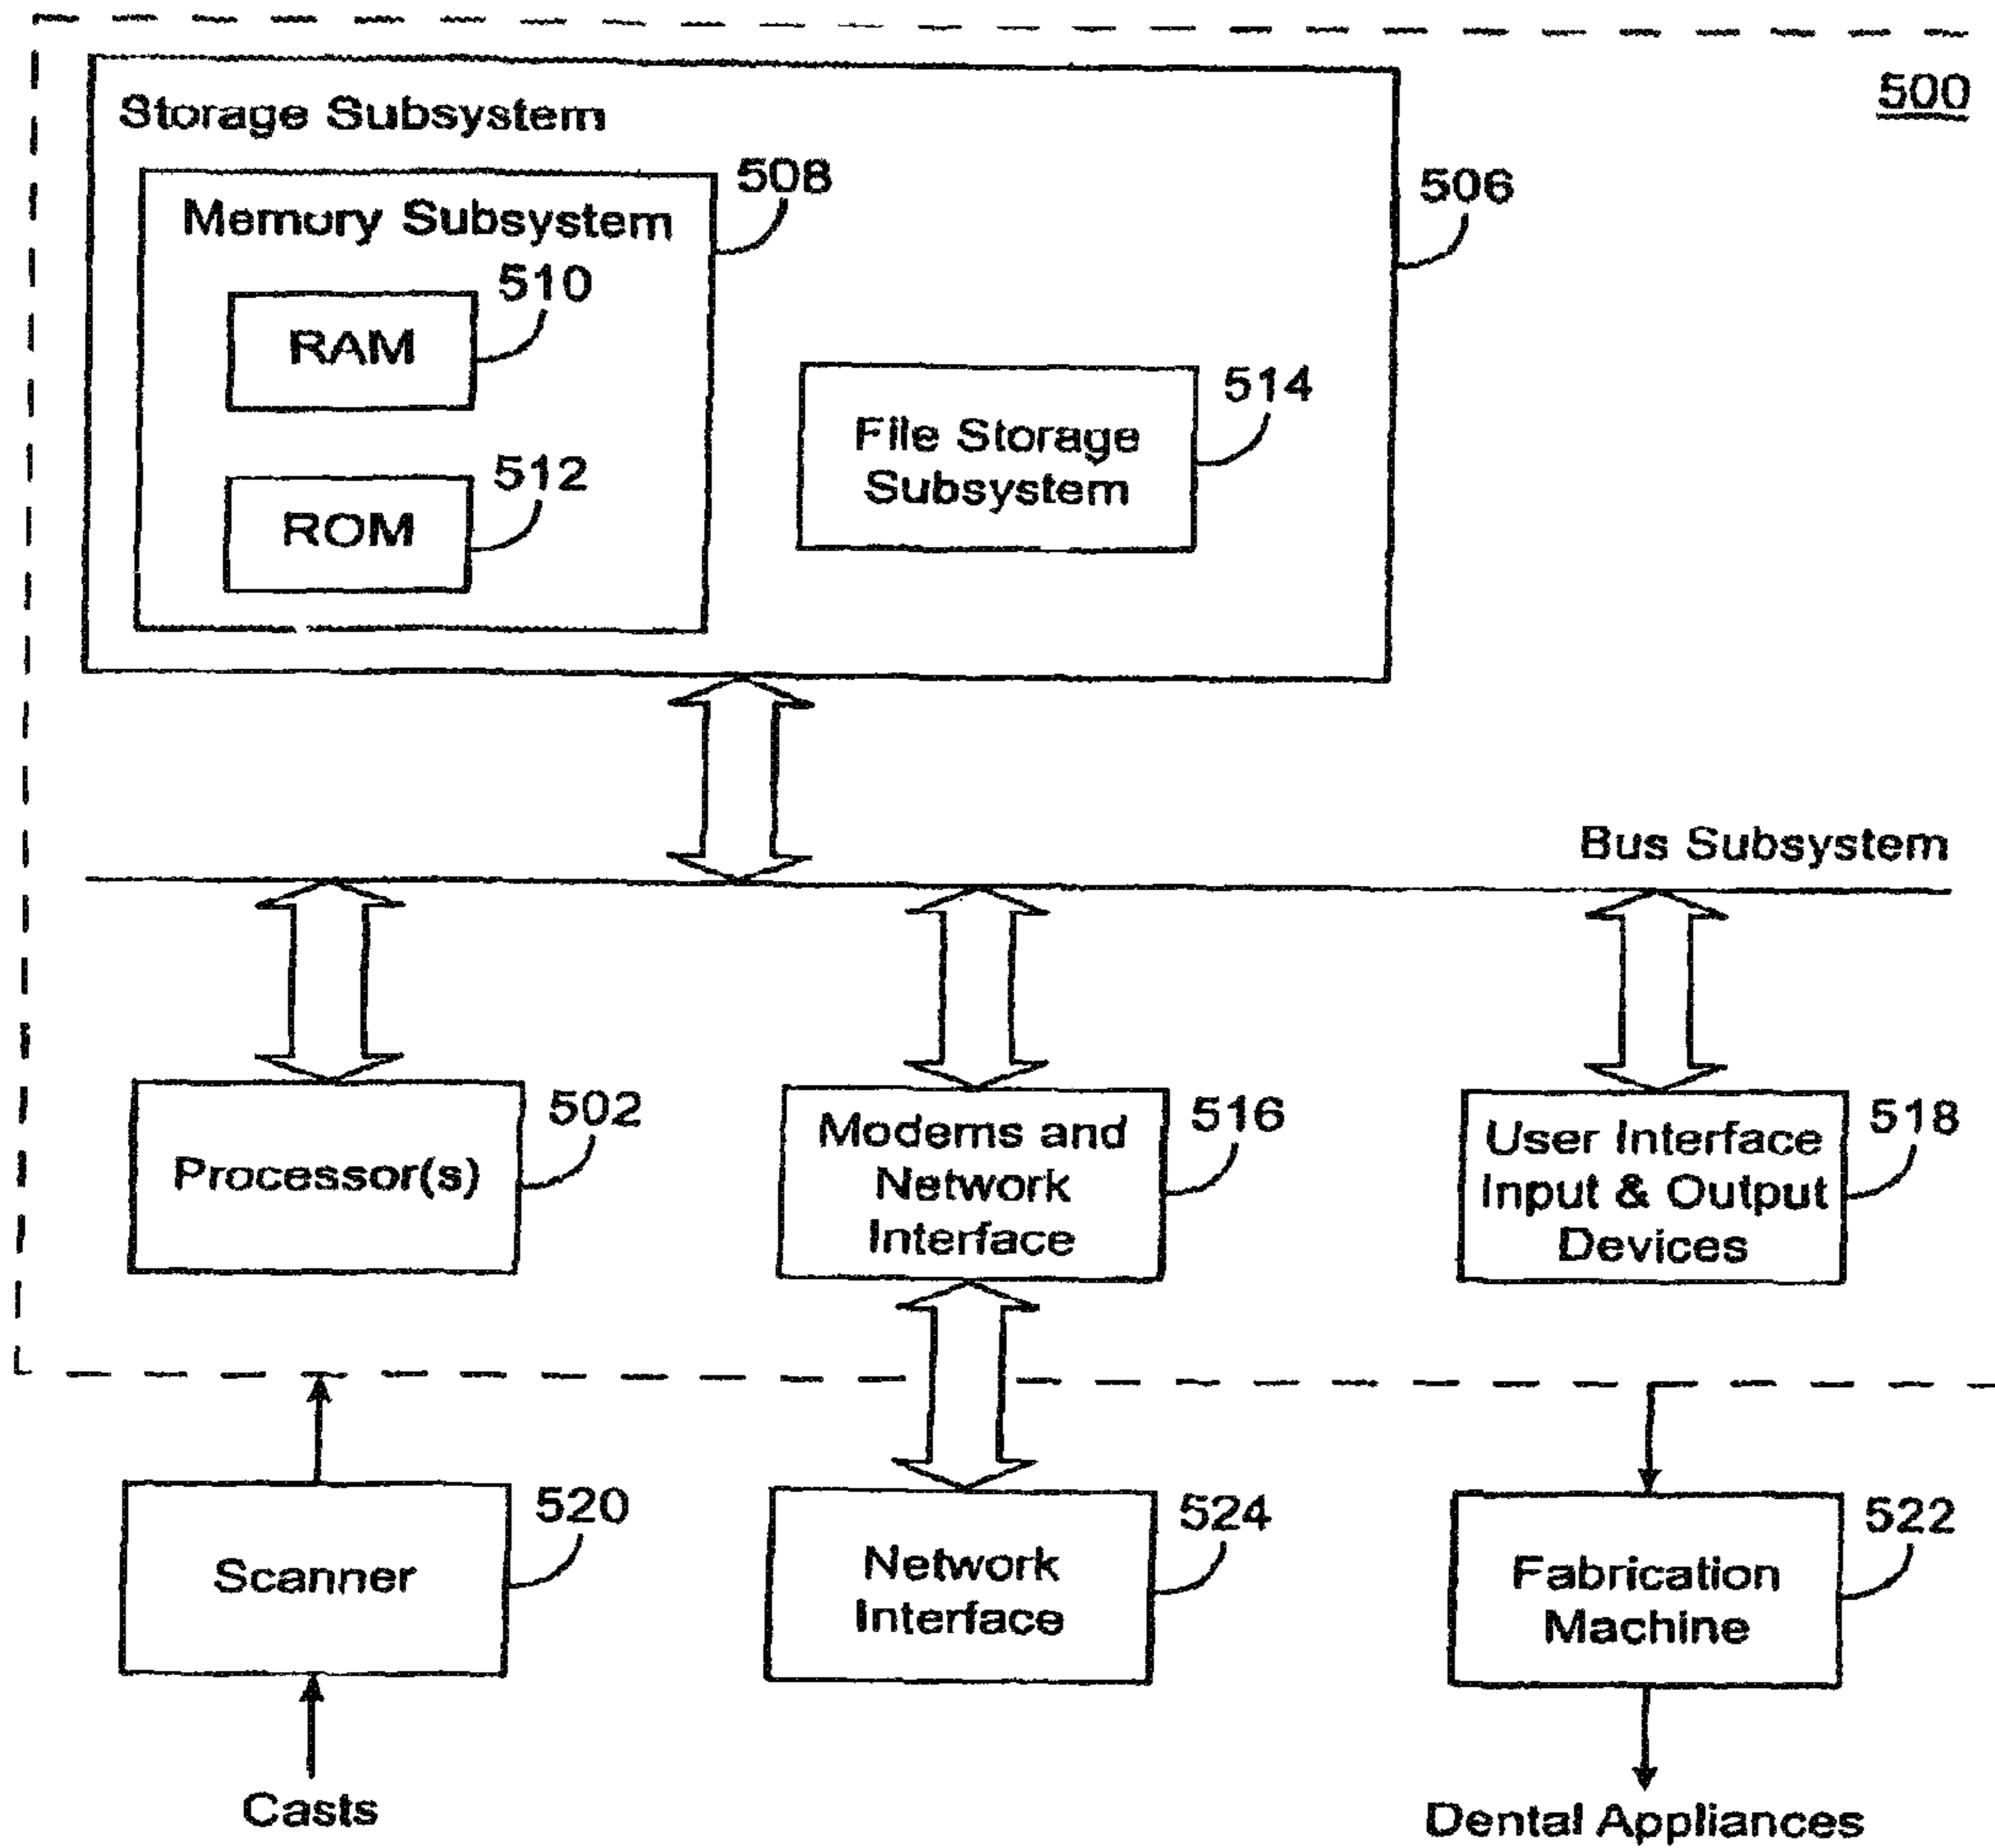 500
Storage Subsystem
508
506
Memory Subsystem
510
RAM
514
File Storage
Subsystem
512
ROM
Bus Subsystem
502
Processor(s)
516
Modems and
Network
Interface
518
User Interface
Input & Output
Devices
520
Scanner
524
Network
Interface
522
Fabrication
Machine
Casts
Dental Appliances